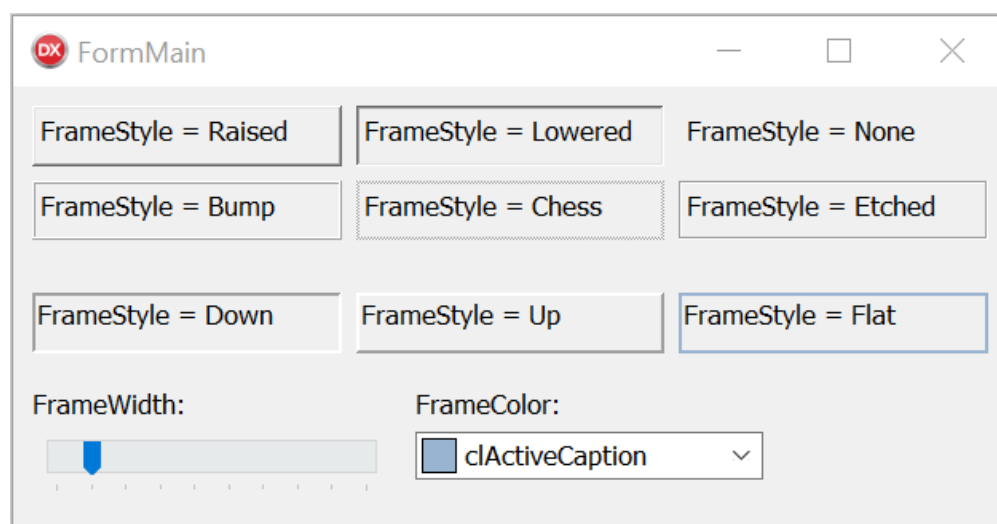 DX FormMain
FrameStyle = Raised
FrameStyle = Lowered
FrameStyle = None
FrameStyle = Bump
FrameStyle = Chess
FrameStyle = Etched
FrameStyle = Down
FrameStyle = Up
FrameStyle = Flat
FrameWidth:
FrameColor:
clActiveCaption